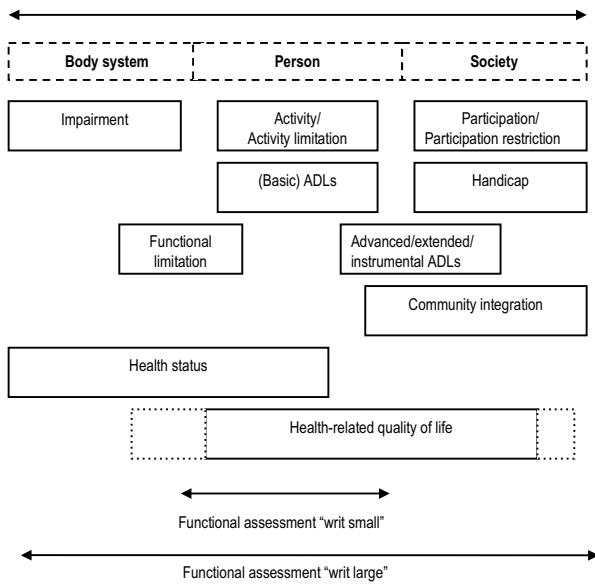 Body system
Person
Society
Impairment
Activity/
Activity limitation
Participation/
Participation restriction
(Basic) ADLs
Handicap
Functional
limitation
Advanced/extended/
instrumental ADLs
Community integration
Health status
Health-related quality of life
Functional assessment “writ small”
Functional assessment “writ large”